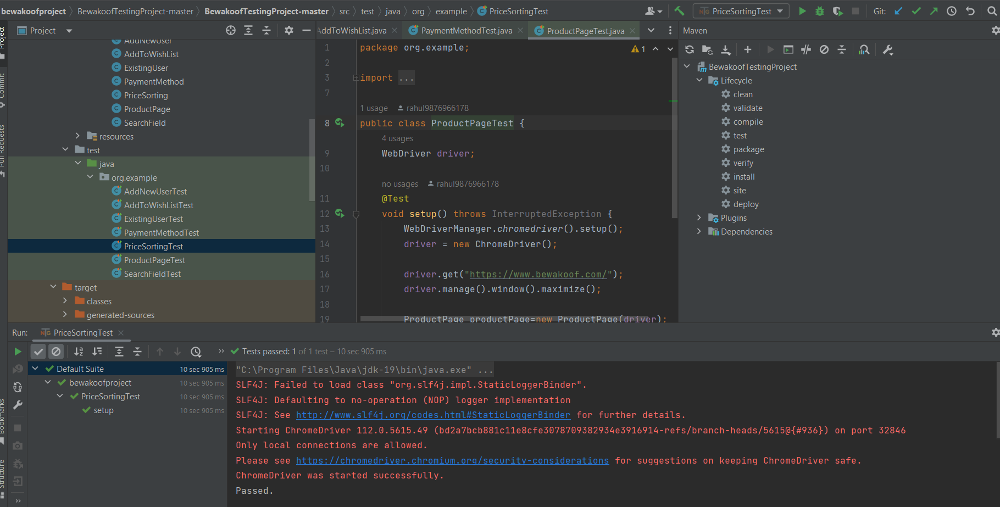 bewakoofproject BewakoofTestingProject-master BewakoofTestingProject-master src test java org example PriceSortingTest
PriceSortingTest
Git:
Project
AddToWishList.java
PaymentMethodTest.java
ProductPageTest.java
Maven
Project
Commit
Pull Requests
AddNewUser
AddToWishList
ExistingUser
PaymentMethod
PriceSorting
ProductPage
SearchField
resources
test
java
org.example
AddNewUserTest
AddToWishListTest
ExistingUserTest
PaymentMethodTest
PriceSortingTest
ProductPageTest
SearchFieldTest
target
classes
generated-sources
1 package org.example;
1
2
3 import ...
7
1 usage rahul9876966178
8 public class ProductPageTest {
4 usages
9 WebDriver driver;
10
no usages rahul9876966178
11 @Test
12 void setup() throws InterruptedException {
13 WebDriverManager.chromedriver().setup();
14 driver = new ChromeDriver();
15
16 driver.get("https://www.bewakoof.com/");
17 driver.manage().window().maximize();
18
19 ProductPage productPage=new ProductPage(driver);
BewakoofTestingProject
Lifecycle
clean
validate
compile
test
package
verify
install
site
deploy
Plugins
Dependencies
Run: PriceSortingTest
Tests passed: 1 of 1 test – 10 sec 905 ms
Default Suite 10 sec 905 ms
bewakoofproject 10 sec 905 ms
PriceSortingTest 10 sec 905 ms
setup 10 sec 905 ms
Bookmarks
Structure
"C:\Program Files\Java\jdk-19\bin\java.exe" ...
SLF4J: Failed to load class "org.slf4j.impl.StaticLoggerBinder".
SLF4J: Defaulting to no-operation (NOP) logger implementation
SLF4J: See http://www.slf4j.org/codes.html#StaticLoggerBinder for further details.
Starting ChromeDriver 112.0.5615.49 (bd2a7bcb881c11e8cfe3078709382934e3916914-refs/branch-heads/5615@{#936}) on port 32846
Only local connections are allowed.
Please see https://chromedriver.chromium.org/security-considerations for suggestions on keeping ChromeDriver safe.
ChromeDriver was started successfully.
Passed.